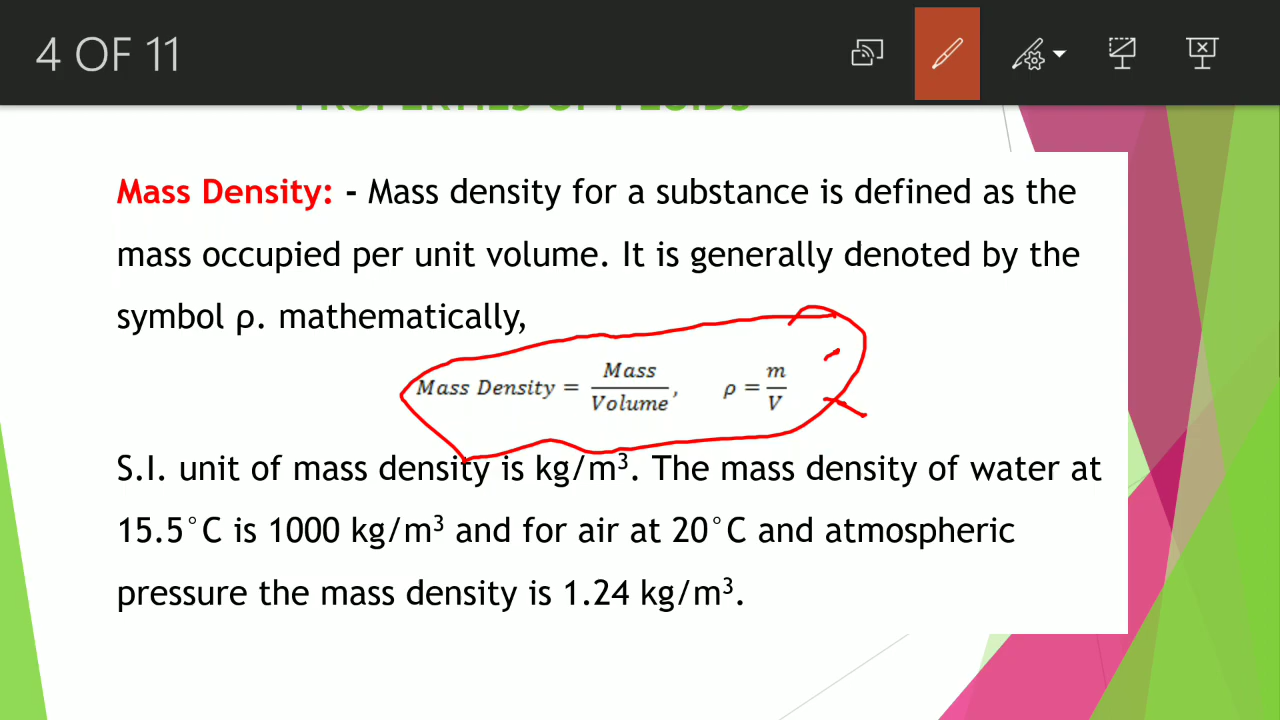 4 OF 11
PROPERTIES OF FLUIDS
Mass Density: - Mass density for a substance is defined as the
mass occupied per unit volume. It is generally denoted by the
symbol ρ. mathematically,
Mass Density = Mass / Volume, ρ = m / V
S.I. unit of mass density is kg/m³. The mass density of water at
15.5°C is 1000 kg/m³ and for air at 20°C and atmospheric
pressure the mass density is 1.24 kg/m³.